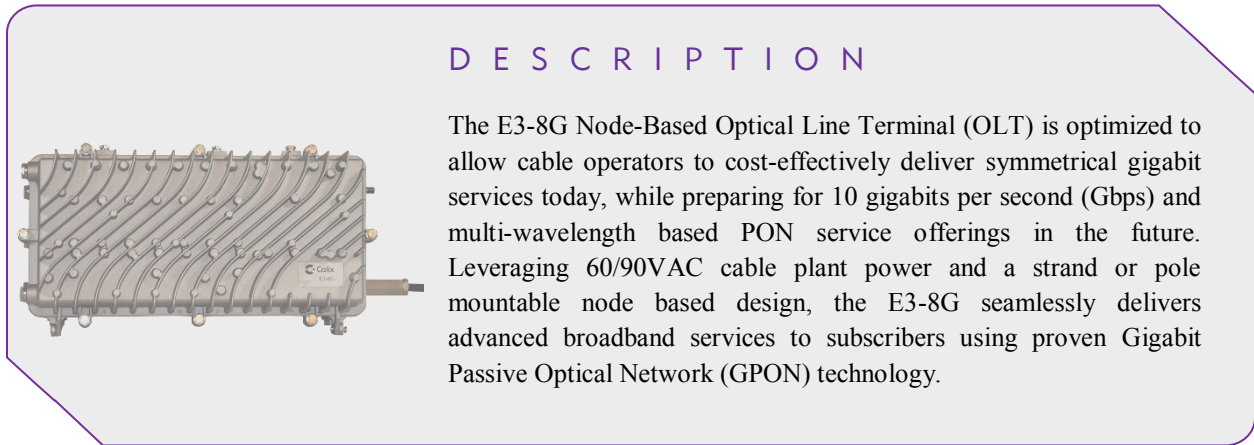 DESCRIPTION
The E3-8G Node-Based Optical Line Terminal (OLT) is optimized to
allow cable operators to cost-effectively deliver symmetrical gigabit
services today, while preparing for 10 gigabits per second (Gbps) and
multi-wavelength based PON service offerings in the future.
Leveraging 60/90VAC cable plant power and a strand or pole
mountable node based design, the E3-8G seamlessly delivers
advanced broadband services to subscribers using proven Gigabit
Passive Optical Network (GPON) technology.
Calix